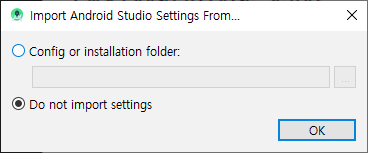 Import Android Studio Settings From...
Config or installation folder:
...
Do not import settings
OK